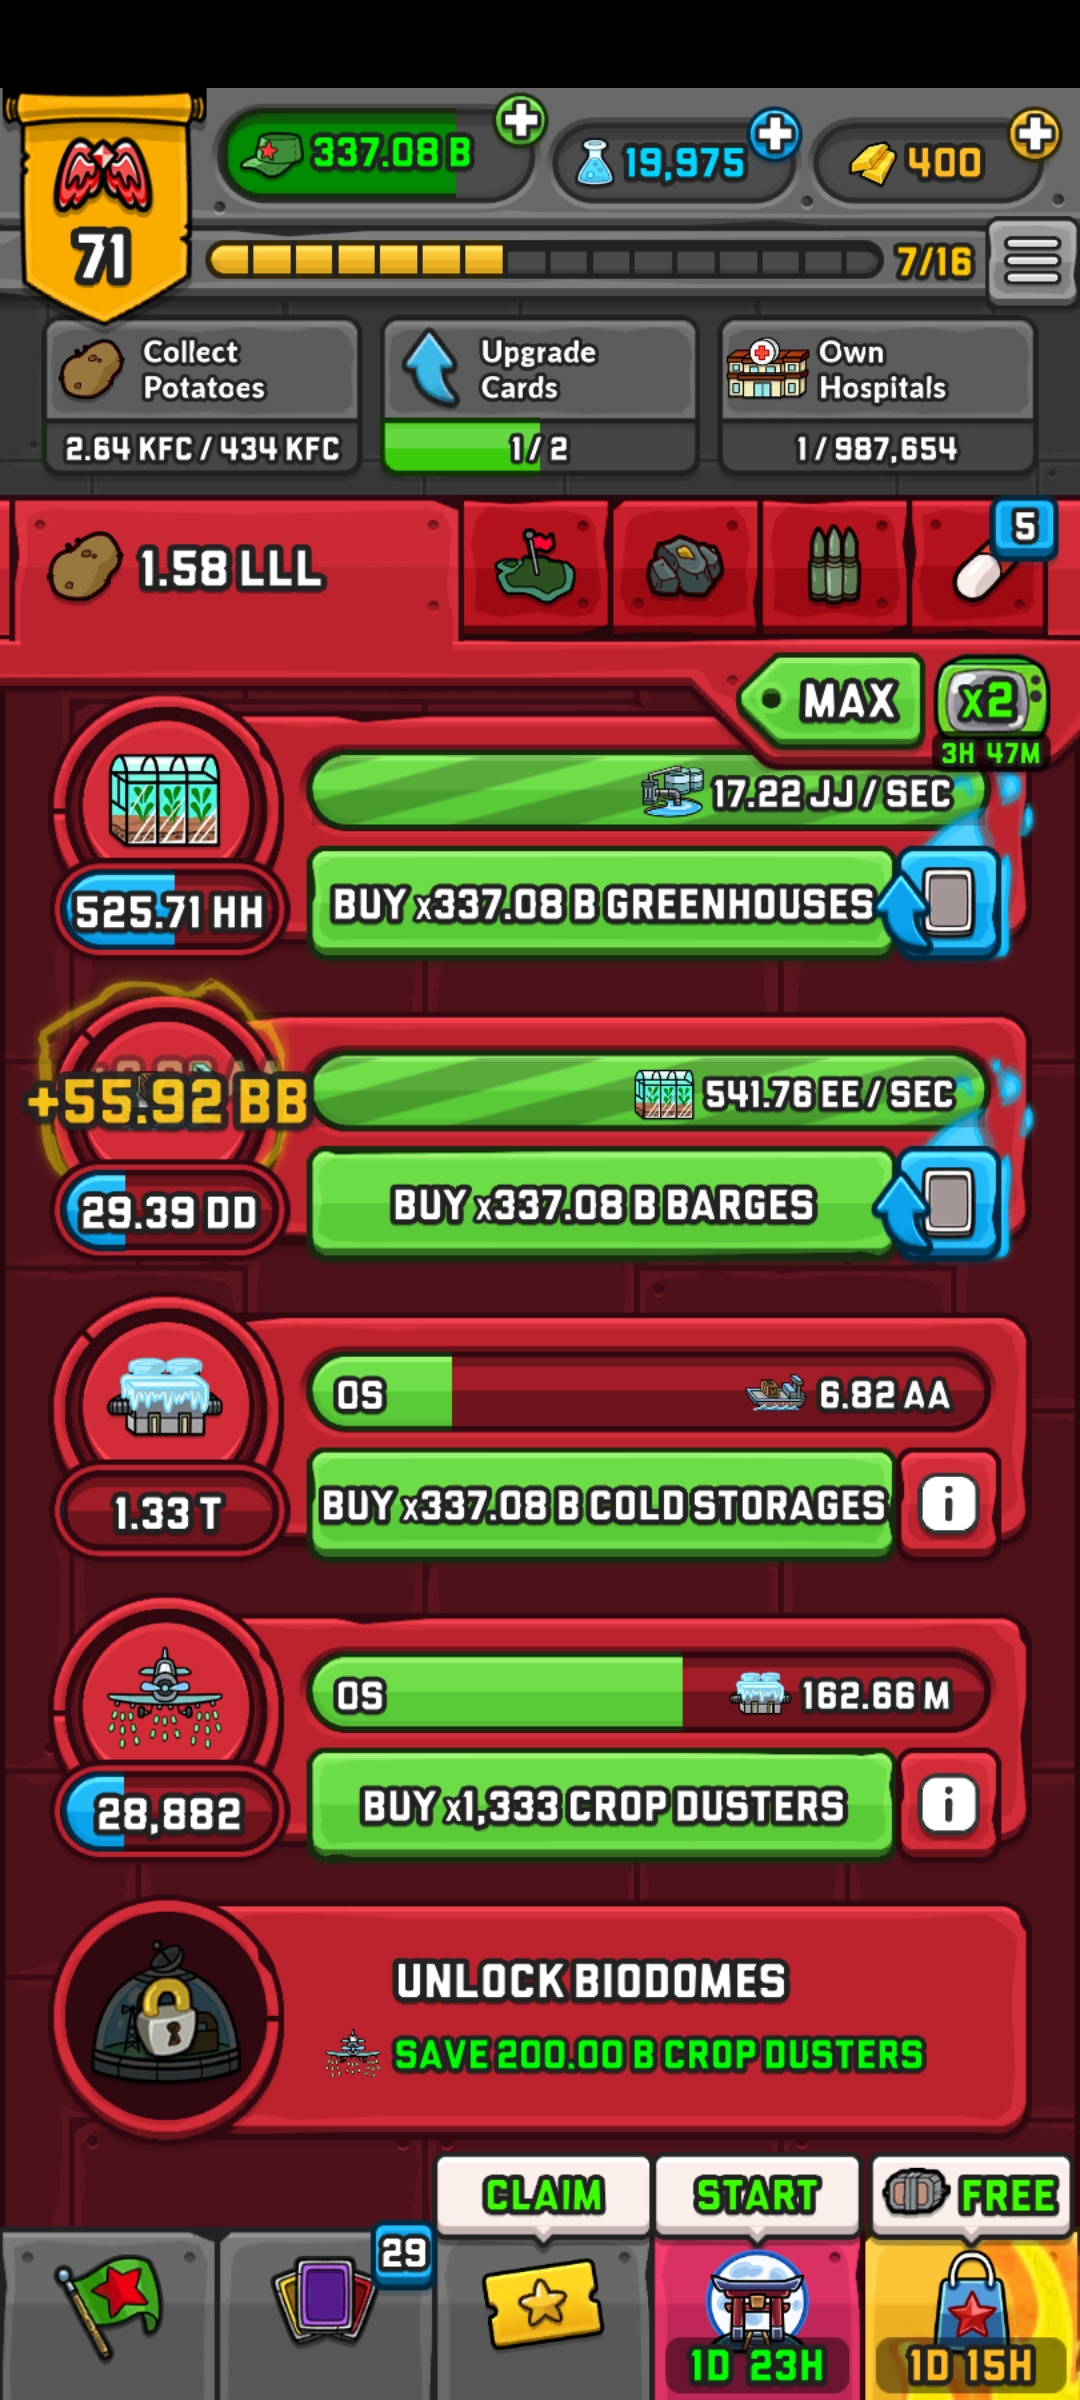 337.08 B
19,975
400
71
7/16
Collect
Potatoes
2.64 KFC / 434 KFC
Upgrade
Cards
1/ 2
Own
Hospitals
1 / 987,654
1.58 LLL
5
MAX
x2
3H 47M
17.22 JJ / SEC
525.71 HH
BUY x337.08 B GREENHOUSES
+55.92 BB
541.76 EE / SEC
29.39 DD
BUY x337.08 B BARGES
0S
6.82 AA
1.33 T
BUY x337.08 B COLD STORAGES
i
0S
162.66 M
28,882
BUY x1,333 CROP DUSTERS
i
UNLOCK BIODOMES
SAVE 200.00 B CROP DUSTERS
CLAIM
START
FREE
29
1D 23H
1D 15H